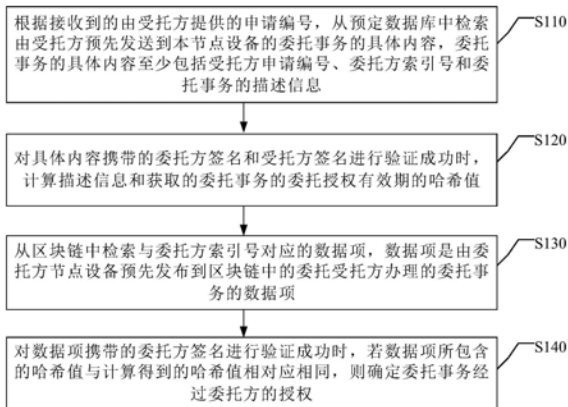 根据接收到的由受托方提供的申请编号，从预定数据库中检索
由受托方预先发送到本节点设备的委托事务的具体内容，委托
事务的具体内容至少包括受托方申请编号、委托方索引号和委
托事务的描述信息
S110
对具体内容携带的委托方签名和受托方签名进行验证成功时，
计算描述信息和获取的委托事务的委托授权有效期的哈希值
S120
从区块链中检索与委托方索引号对应的数据项，数据项是由委
托方节点设备预先发布到区块链中的委托受托方办理的委托事
务的数据项
S130
对数据项携带的委托方签名进行验证成功时，若数据项所包含
的哈希值与计算得到的哈希值相对应相同，则确定委托事务经
过委托方的授权
S140